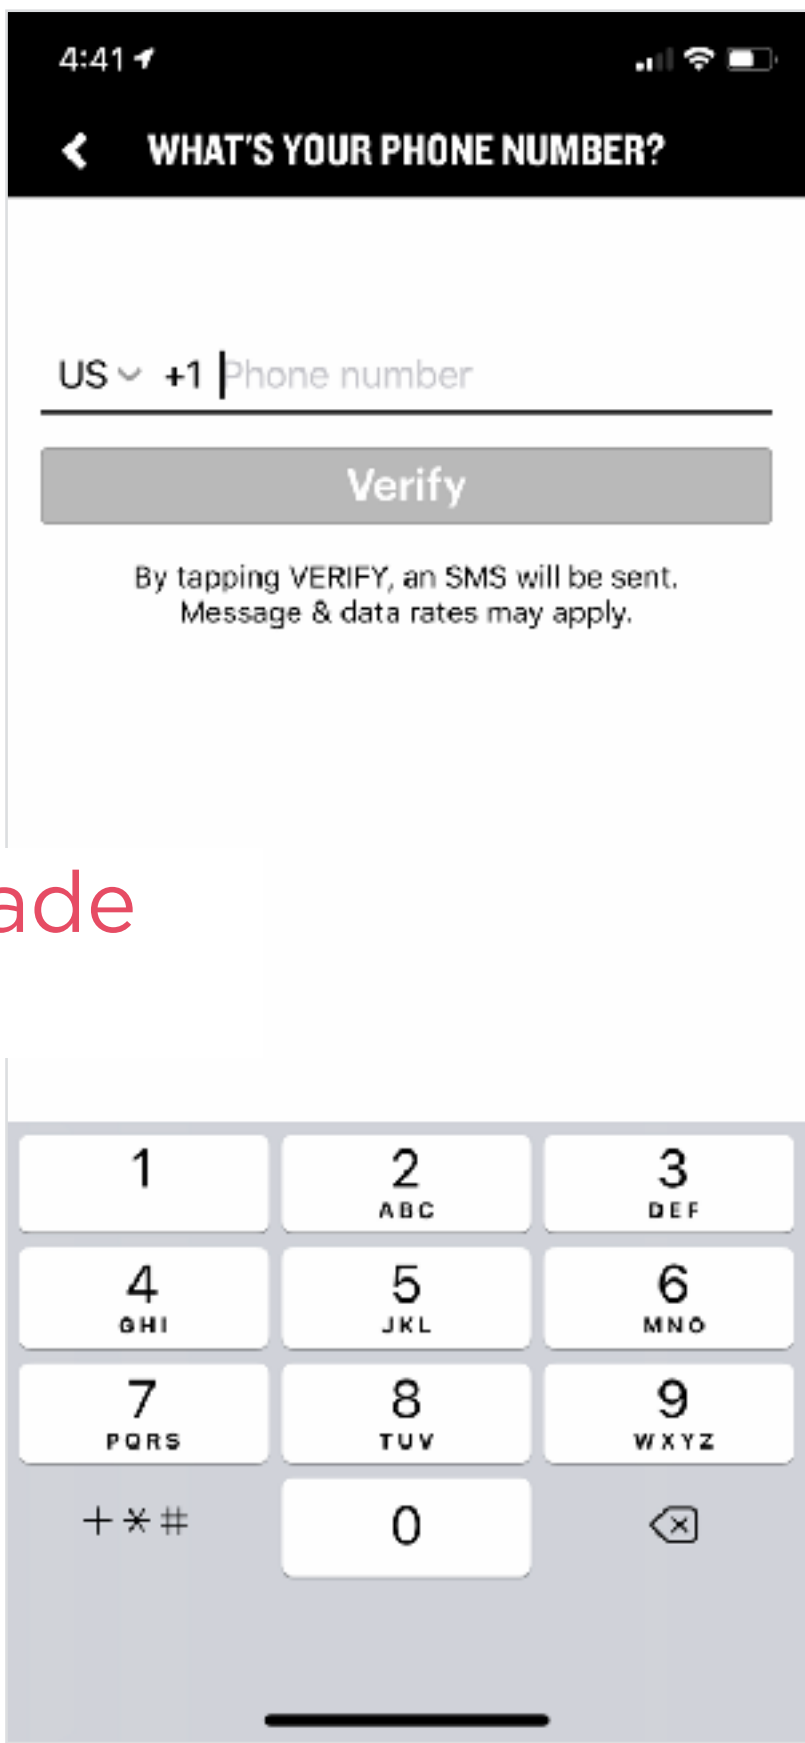 4:41
WHAT'S YOUR PHONE NUMBER?
US +1 Phone number
Verify
By tapping VERIFY, an SMS will be sent.
Message & data rates may apply.
ade
1 2 3
ABC DEF
4 5 6
GHI JKL MNO
7 8 9
PQRS TUV WXYZ
+*# 0